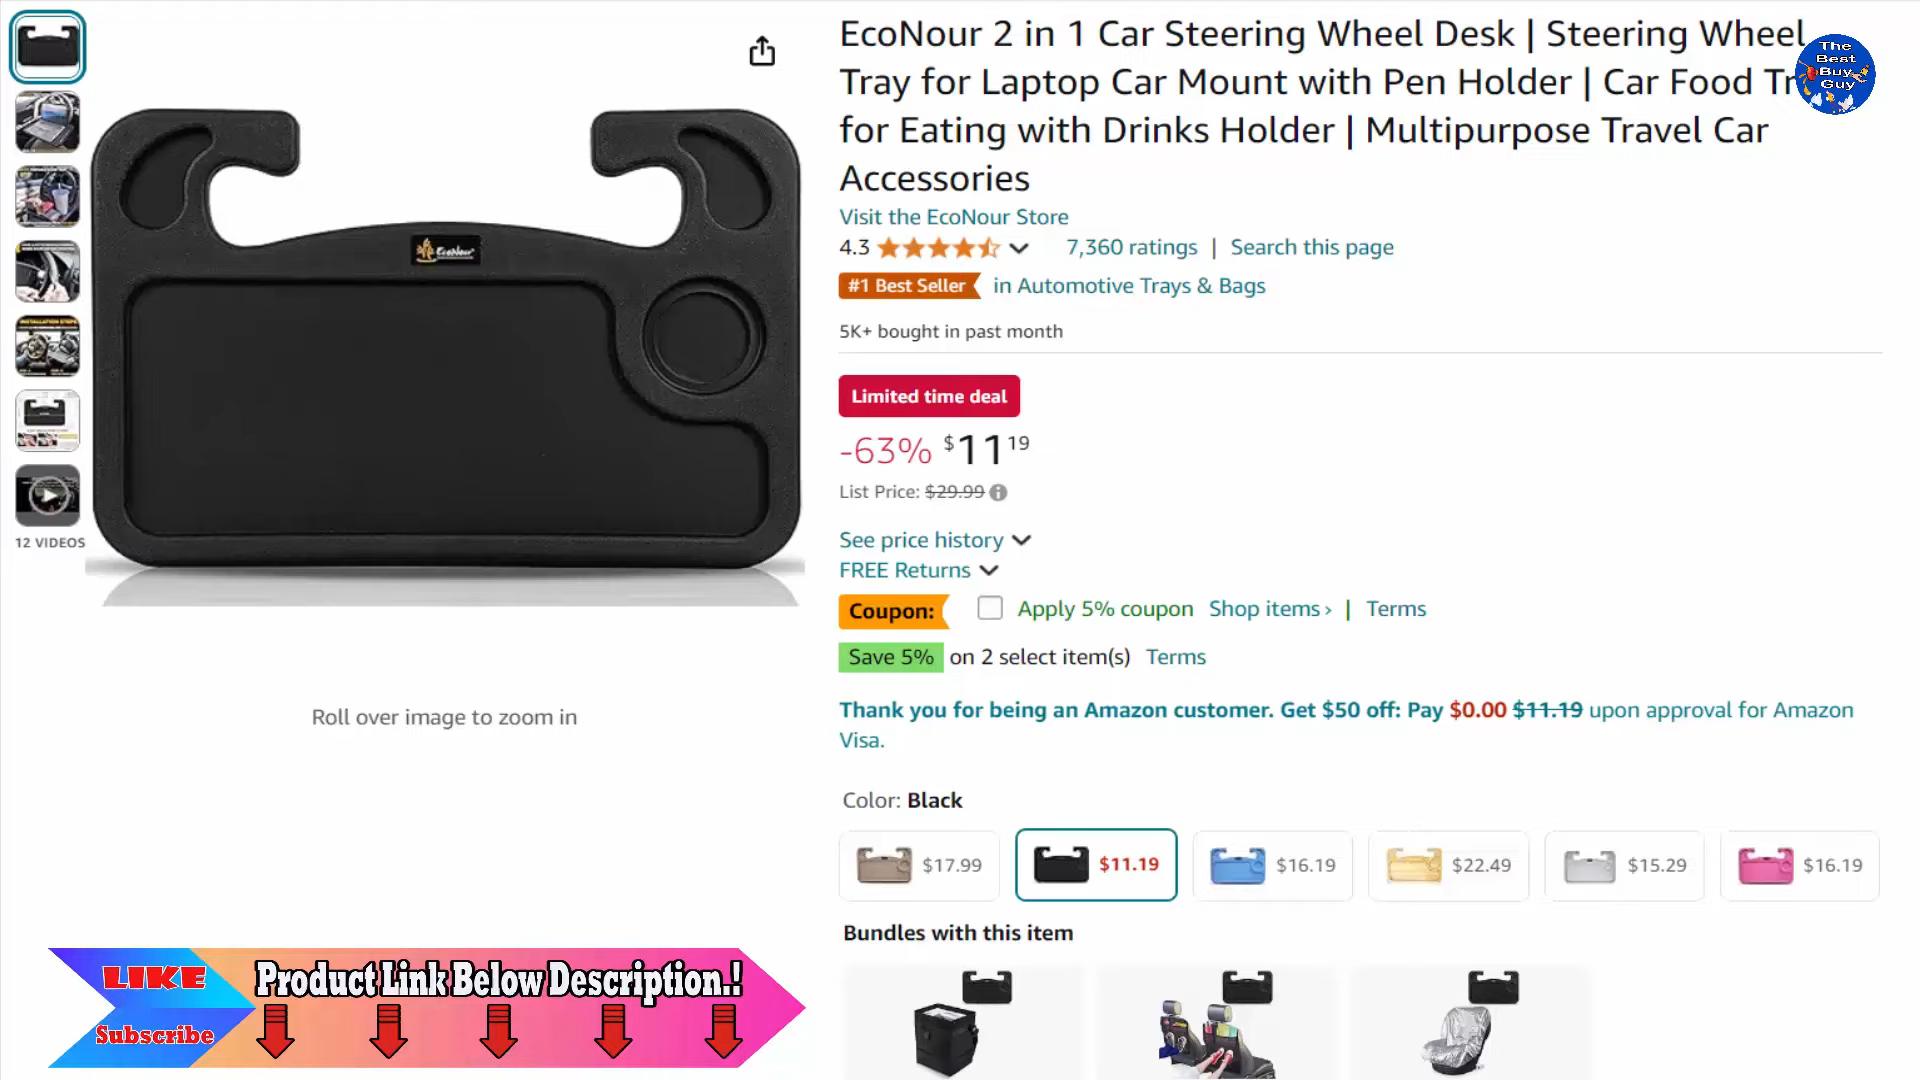 EcoNour 2 in 1 Car Steering Wheel Desk | Steering Wheel
Tray for Laptop Car Mount with Pen Holder | Car Food Tr
for Eating with Drinks Holder | Multipurpose Travel Car
Accessories
The
Best
Buy
Guy
Visit the EcoNour Store
4.3
7,360 ratings | Search this page
#1 Best Seller in Automotive Trays & Bags
5K+ bought in past month
Limited time deal
-63% $11 19
List Price: $29.99
See price history
FREE Returns
Coupon: Apply 5% coupon Shop items › | Terms
Save 5% on 2 select item(s) Terms
Thank you for being an Amazon customer. Get $50 off: Pay $0.00 $11.19 upon approval for Amazon
Visa.
Color: Black
$17.99
$11.19
$16.19
$22.49
$15.29
$16.19
Bundles with this item
EcoNour
12 VIDEOS
Roll over image to zoom in
LIKE
Subscribe
Product Link Below Description.!